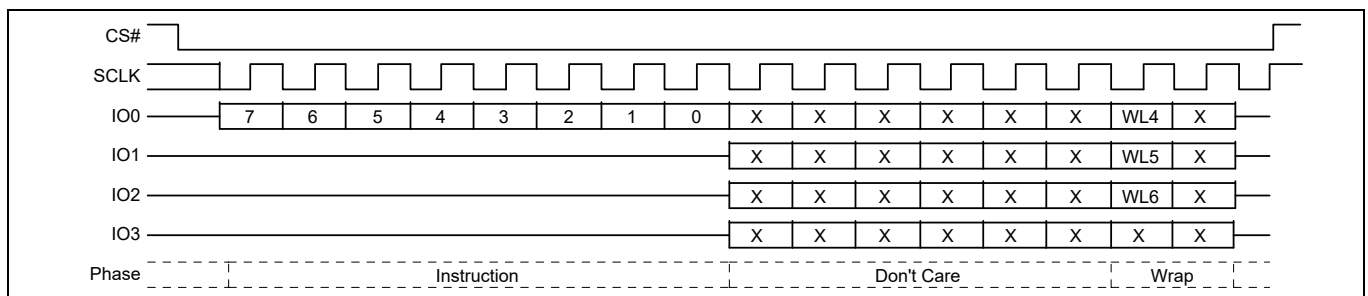 CS#
SCLK
IO0 7 6 5 4 3 2 1 0 X X X X X X WL4 X
IO1 X X X X X X WL5 X
IO2 X X X X X X WL6 X
IO3 X X X X X X X X
Phase Instruction Don't Care Wrap